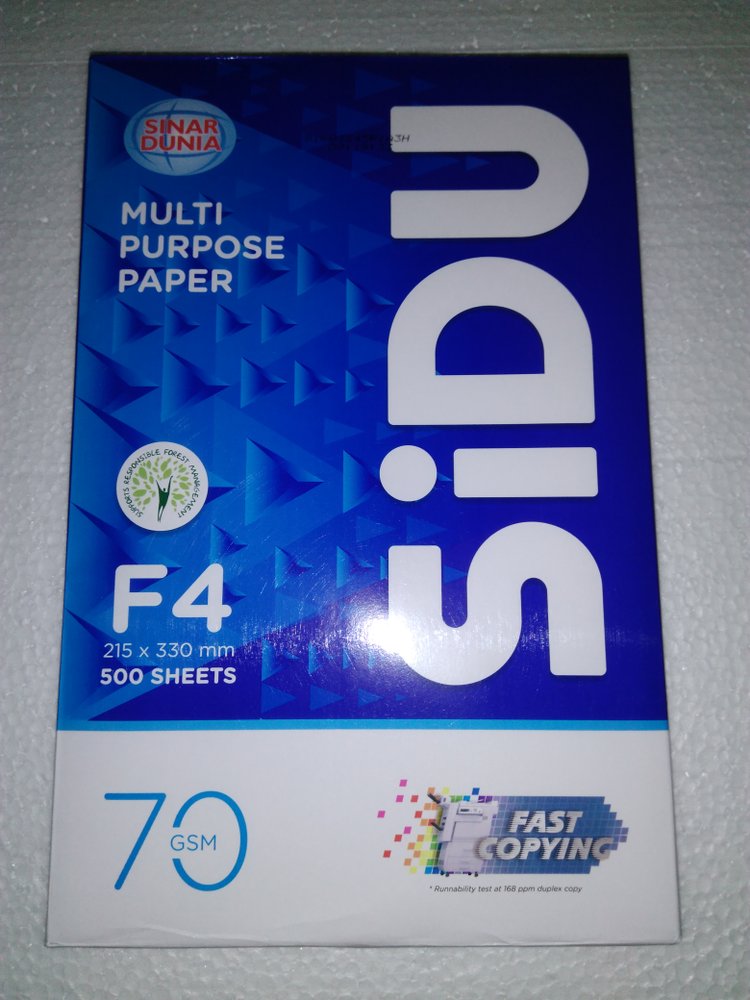 SINAR
DUNIA
MULTI
PURPOSE
PAPER
SiDU
SUPPORTS RESPONSIBLE FOREST MANAGEMENT
F4
215 x 330 mm
500 SHEETS
70
GSM
FAST
COPYING
* Runnability test at 168 ppm duplex copy